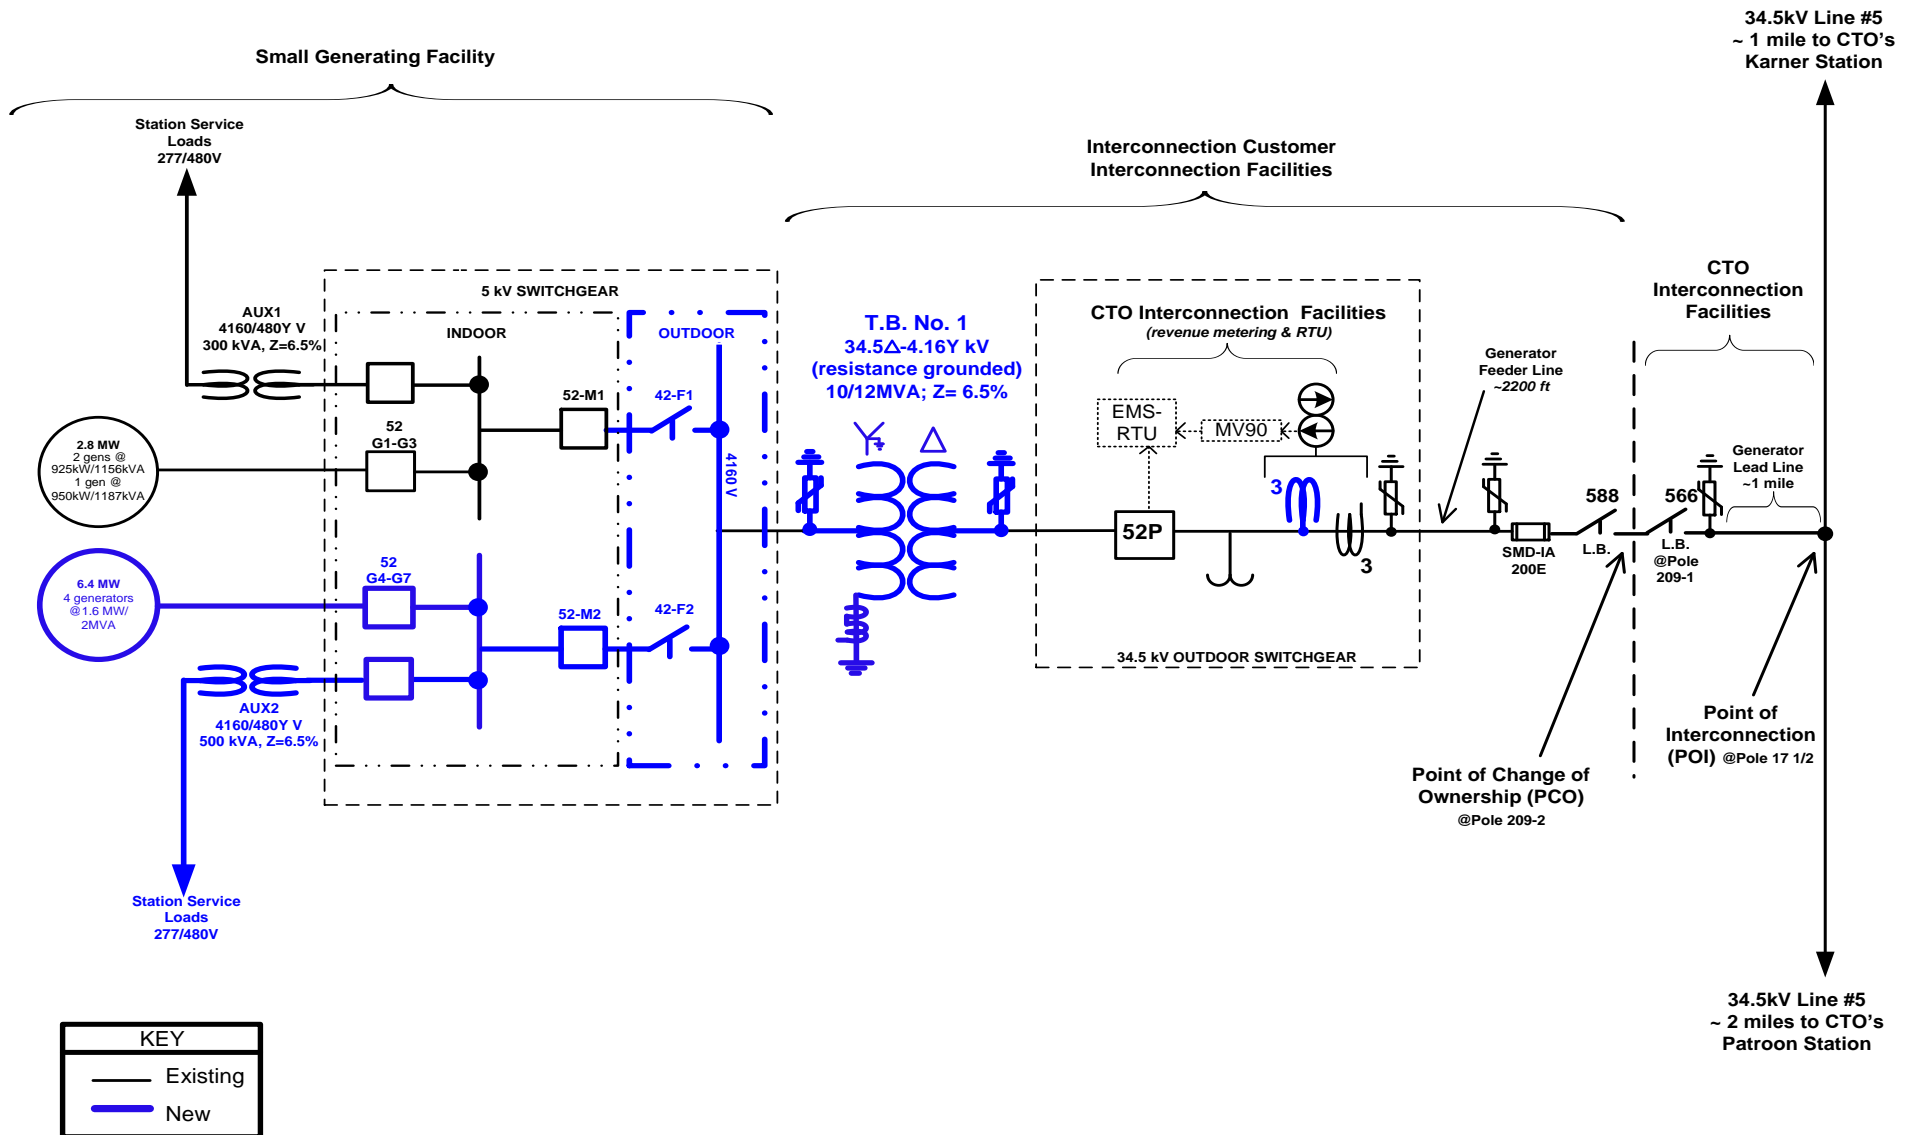 34.5kV Line #5
~ 1 mile to CTO's
Karner Station
Small Generating Facility
Station Service
Loads
277/480V
Interconnection Customer
Interconnection Facilities
CTO
Interconnection
Facilities
5 kV SWITCHGEAR
AUX1
4160/480Y V
300 kVA, Z=6.5%
INDOOR
OUTDOOR
T.B. No. 1
34.5Δ-4.16Y kV
(resistance grounded)
10/12MVA; Z= 6.5%
CTO Interconnection Facilities
(revenue metering & RTU)
Generator
Feeder Line
~2200 ft
52-M1
42-F1
EMS-
RTU
MV90
52
G1-G3
2.8 MW
2 gens @
925kW/1156kVA
1 gen @
950kW/1187kVA
4160 V
Generator
Lead Line
~1 mile
3
588
566
52P
3
SMD-IA
200E
L.B.
L.B.
@Pole
209-1
52
G4-G7
6.4 MW
4 generators
@1.6 MW/
2MVA
52-M2
42-F2
34.5 kV OUTDOOR SWITCHGEAR
AUX2
4160/480Y V
500 kVA, Z=6.5%
Point of
Interconnection
(POI) @Pole 17 1/2
Point of Change of
Ownership (PCO)
@Pole 209-2
Station Service
Loads
277/480V
34.5kV Line #5
~ 2 miles to CTO's
Patroon Station
KEY
Existing
New